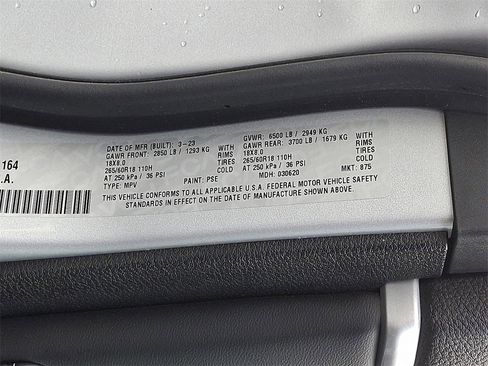 164
.A.
DATE OF MFR (BUILT): 3-23
GAWR FRONT: 2850 LB / 1293 KG WITH
18X8.0 RIMS
265/60R18 110H TIRES
AT 250 kPa / 36 PSI COLD
TYPE: MPV PAINT: PSE
GVWR: 6500 LB / 2949 KG
GAWR REAR: 3700 LB / 1679 KG WITH
18X8.0 RIMS
265/60R18 110H TIRES
AT 250 kPa / 36 PSI COLD
MDH: 030620 MKT: 875
THIS VEHICLE CONFORMS TO ALL APPLICABLE U.S.A. FEDERAL MOTOR VEHICLE SAFETY
STANDARDS IN EFFECT ON THE DATE OF MANUFACTURE SHOWN ABOVE